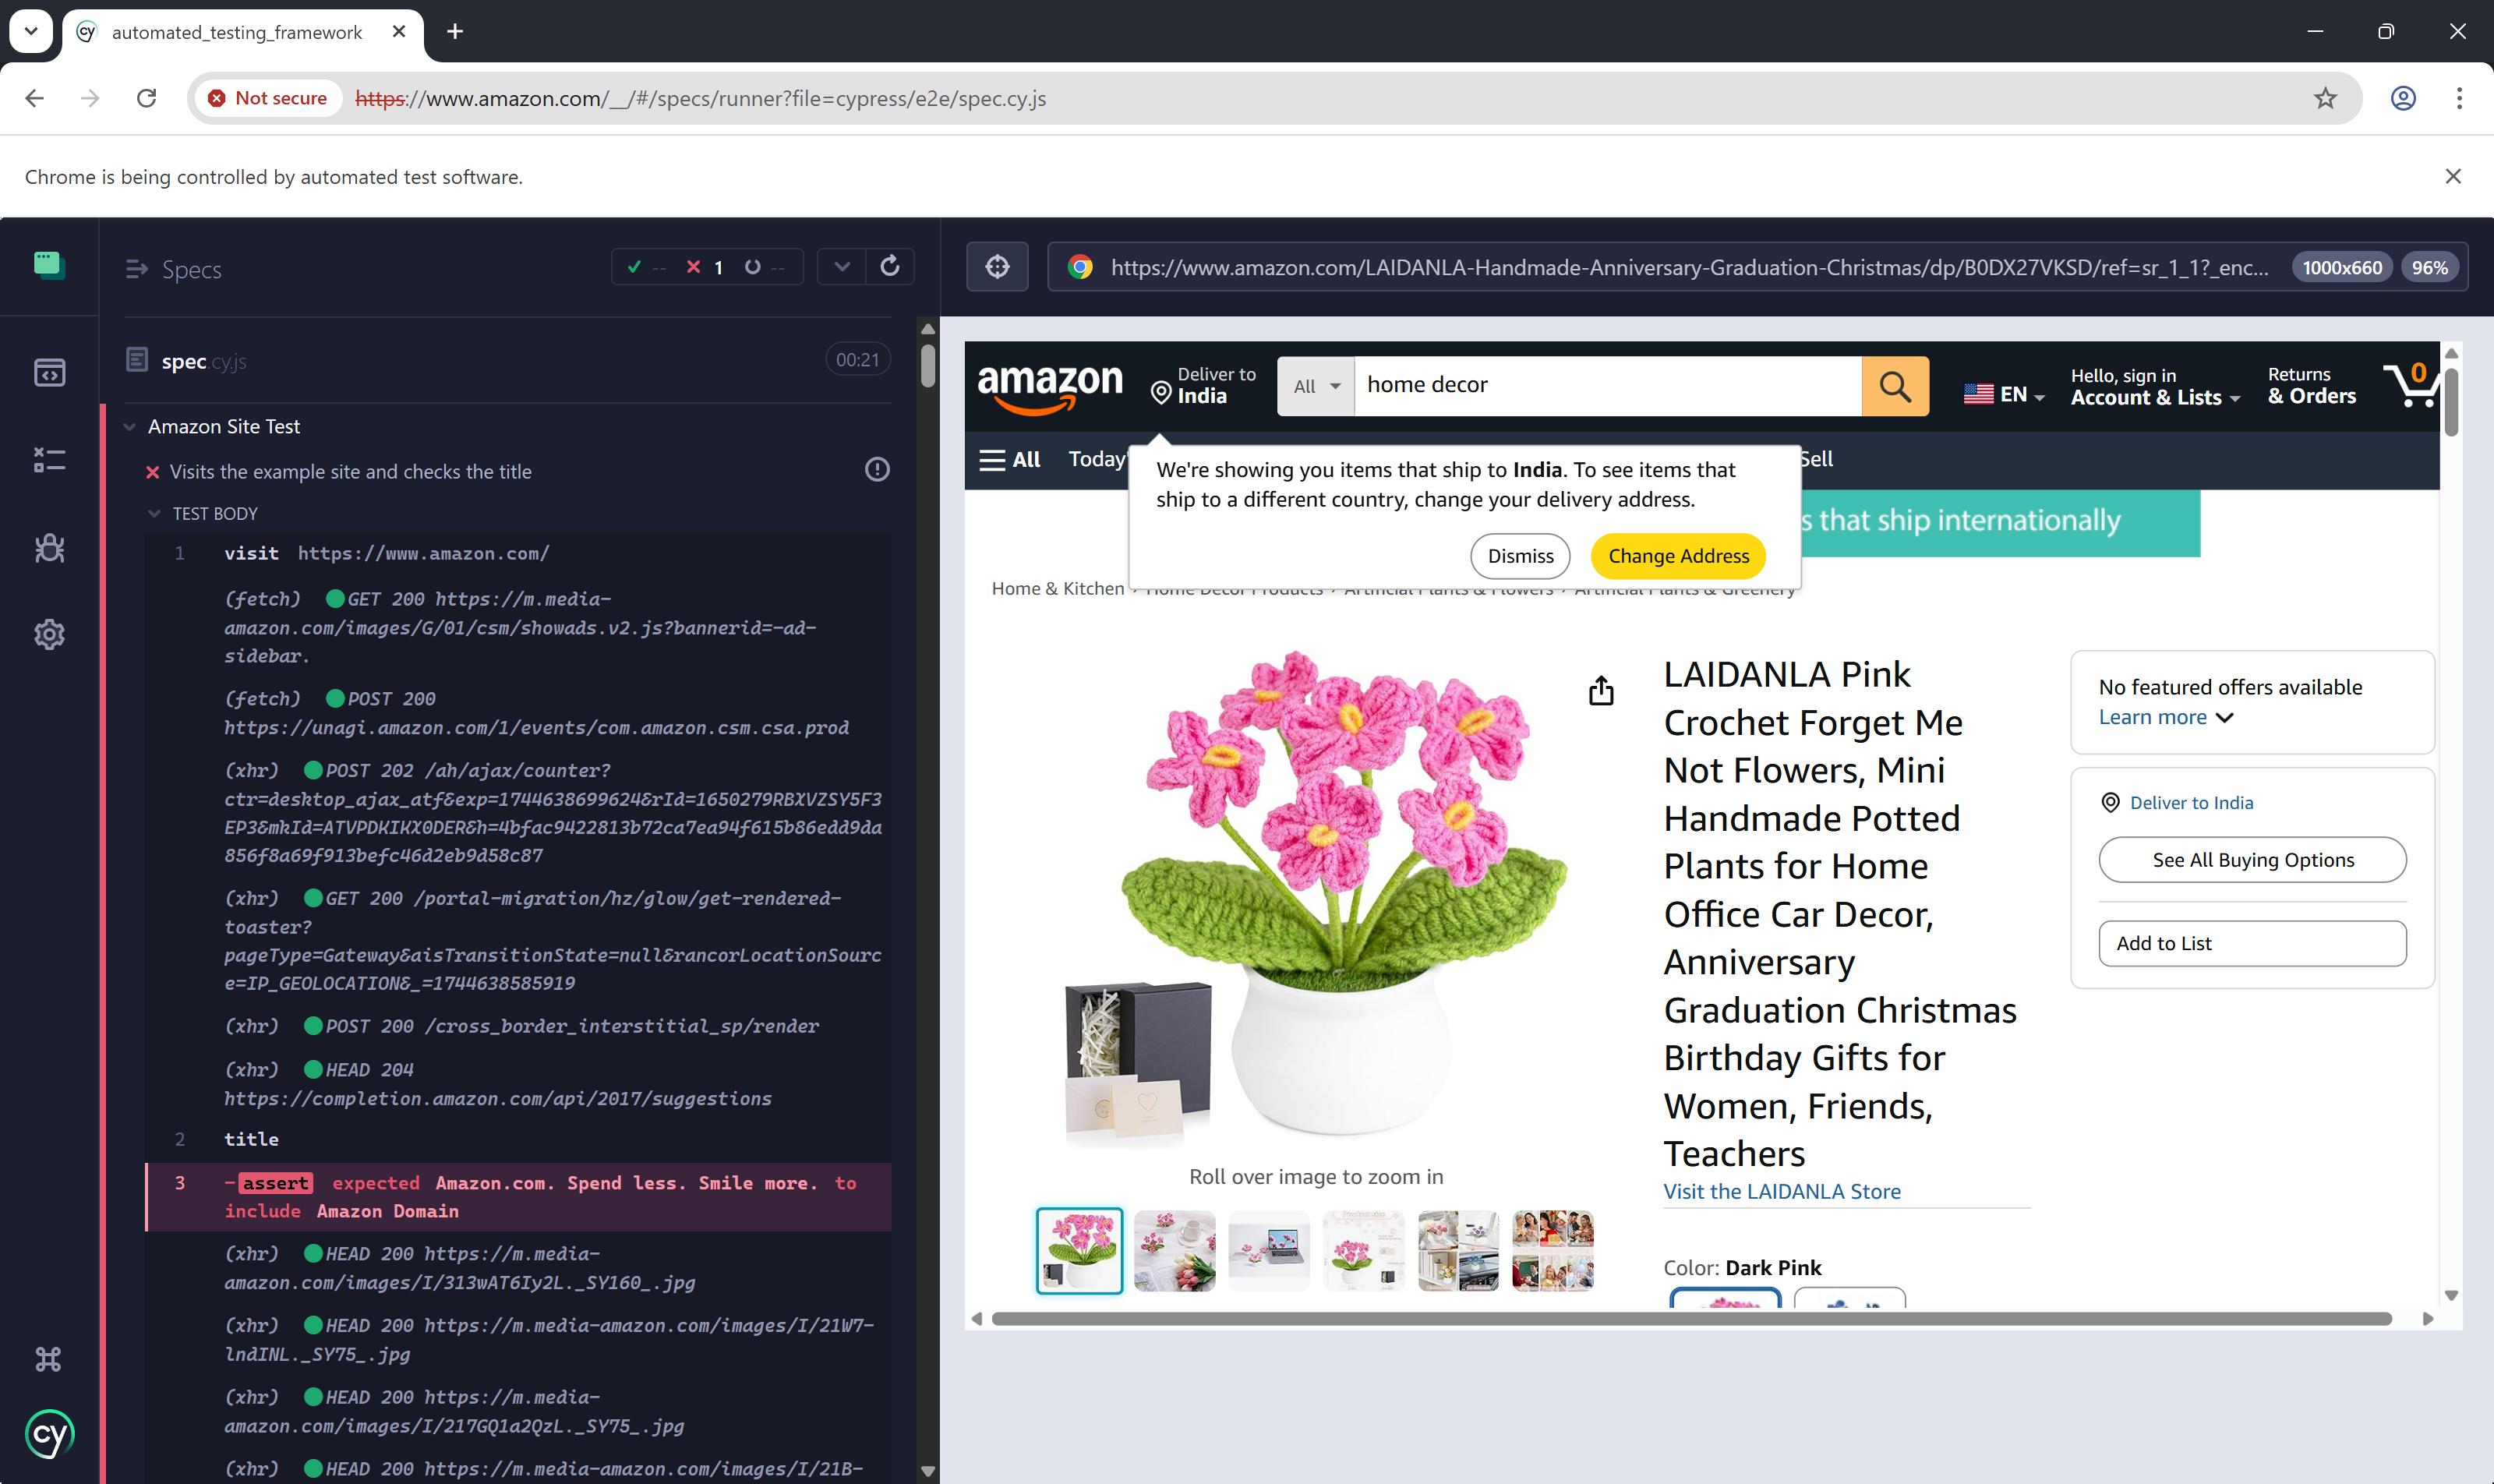 automated_testing_framework
Not secure
https://www.amazon.com/__/#/specs/runner?file=cypress/e2e/spec.cy.js
Chrome is being controlled by automated test software.
Specs
-- 1 --
spec.cy.js
00:21
Amazon Site Test
Visits the example site and checks the title
TEST BODY
1 visit https://www.amazon.com/
(fetch) GET 200 https://m.media-
amazon.com/images/G/01/csm/showads.v2.js?bannerid=-ad-
sidebar.
(fetch) POST 200
https://unagi.amazon.com/1/events/com.amazon.csm.csa.prod
(xhr) POST 202 /ah/ajax/counter?
ctr=desktop_ajax_atf&exp=1744638699624&rId=1650279RBXVZSY5F3
EP3&mkId=ATVPDKIKX0DER&h=4bfac9422813b72ca7ea94f615b86edd9da
856f8a69f913befc46d2eb9d58c87
(xhr) GET 200 /portal-migration/hz/glow/get-rendered-
toaster?
pageType=Gateway&aisTransitionState=null&rancorLocationSourc
e=IP_GEOLOCATION&_=1744638585919
(xhr) POST 200 /cross_border_interstitial_sp/render
(xhr) HEAD 204
https://completion.amazon.com/api/2017/suggestions
2 title
3 -assert expected Amazon.com. Spend less. Smile more. to
include Amazon Domain
(xhr) HEAD 200 https://m.media-
amazon.com/images/I/313wAT6Iy2L._SY160_.jpg
(xhr) HEAD 200 https://m.media-amazon.com/images/I/21W7-
lndINL._SY75_.jpg
(xhr) HEAD 200 https://m.media-
amazon.com/images/I/217GQ1a2QzL._SY75_.jpg
(xhr) HEAD 200 https://m.media-amazon.com/images/I/21B-
cy
https://www.amazon.com/LAIDANLA-Handmade-Anniversary-Graduation-Christmas/dp/B0DX27VKSD/ref=sr_1_1?_enc...
1000x660
96%
amazon
Deliver to
India
All
home decor
EN
Hello, sign in
Account & Lists
Returns
& Orders
0
All
Today'
Sell
We're showing you items that ship to India. To see items that
ship to a different country, change your delivery address.
Dismiss
Change Address
s that ship internationally
Home & Kitchen › Home Décor Products › Artificial Plants & Flowers › Artificial Plants & Greenery
LAIDANLA Pink
Crochet Forget Me
Not Flowers, Mini
Handmade Potted
Plants for Home
Office Car Decor,
Anniversary
Graduation Christmas
Birthday Gifts for
Women, Friends,
Teachers
Visit the LAIDANLA Store
Color: Dark Pink
Roll over image to zoom in
No featured offers available
Learn more
Deliver to India
See All Buying Options
Add to List